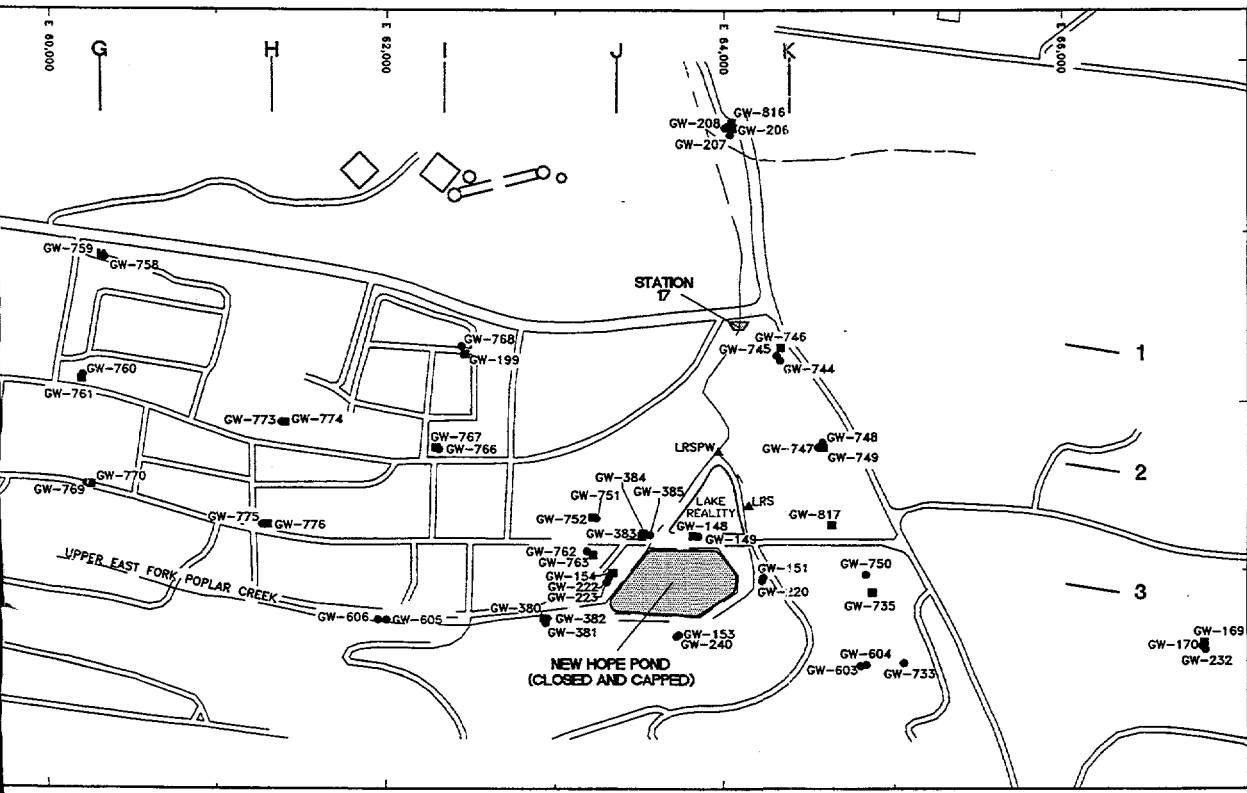 E 60,000
E 62,000
E 64,000
E 66,000
G
H
I
J
K
GW-816
GW-208
GW-206
GW-207
GW-759
GW-758
STATION
17
GW-746
GW-745
GW-744
GW-768
GW-199
1
GW-760
GW-761
GW-773
GW-774
GW-767
GW-766
GW-748
GW-747
GW-749
LRSPW
2
GW-770
GW-769
GW-384
GW-385
GW-751
GW-752
LAKE
REALITY
LRS
GW-817
GW-775
GW-776
GW-383
GW-148
GW-149
UPPER EAST FORK POPLAR CREEK
GW-762
GW-763
GW-154
GW-222
GW-223
GW-151
GW-220
GW-750
GW-735
3
GW-380
GW-382
GW-381
GW-606
GW-605
GW-153
GW-240
GW-604
GW-603
GW-733
GW-169
GW-170
GW-232
NEW HOPE POND
(CLOSED AND CAPPED)